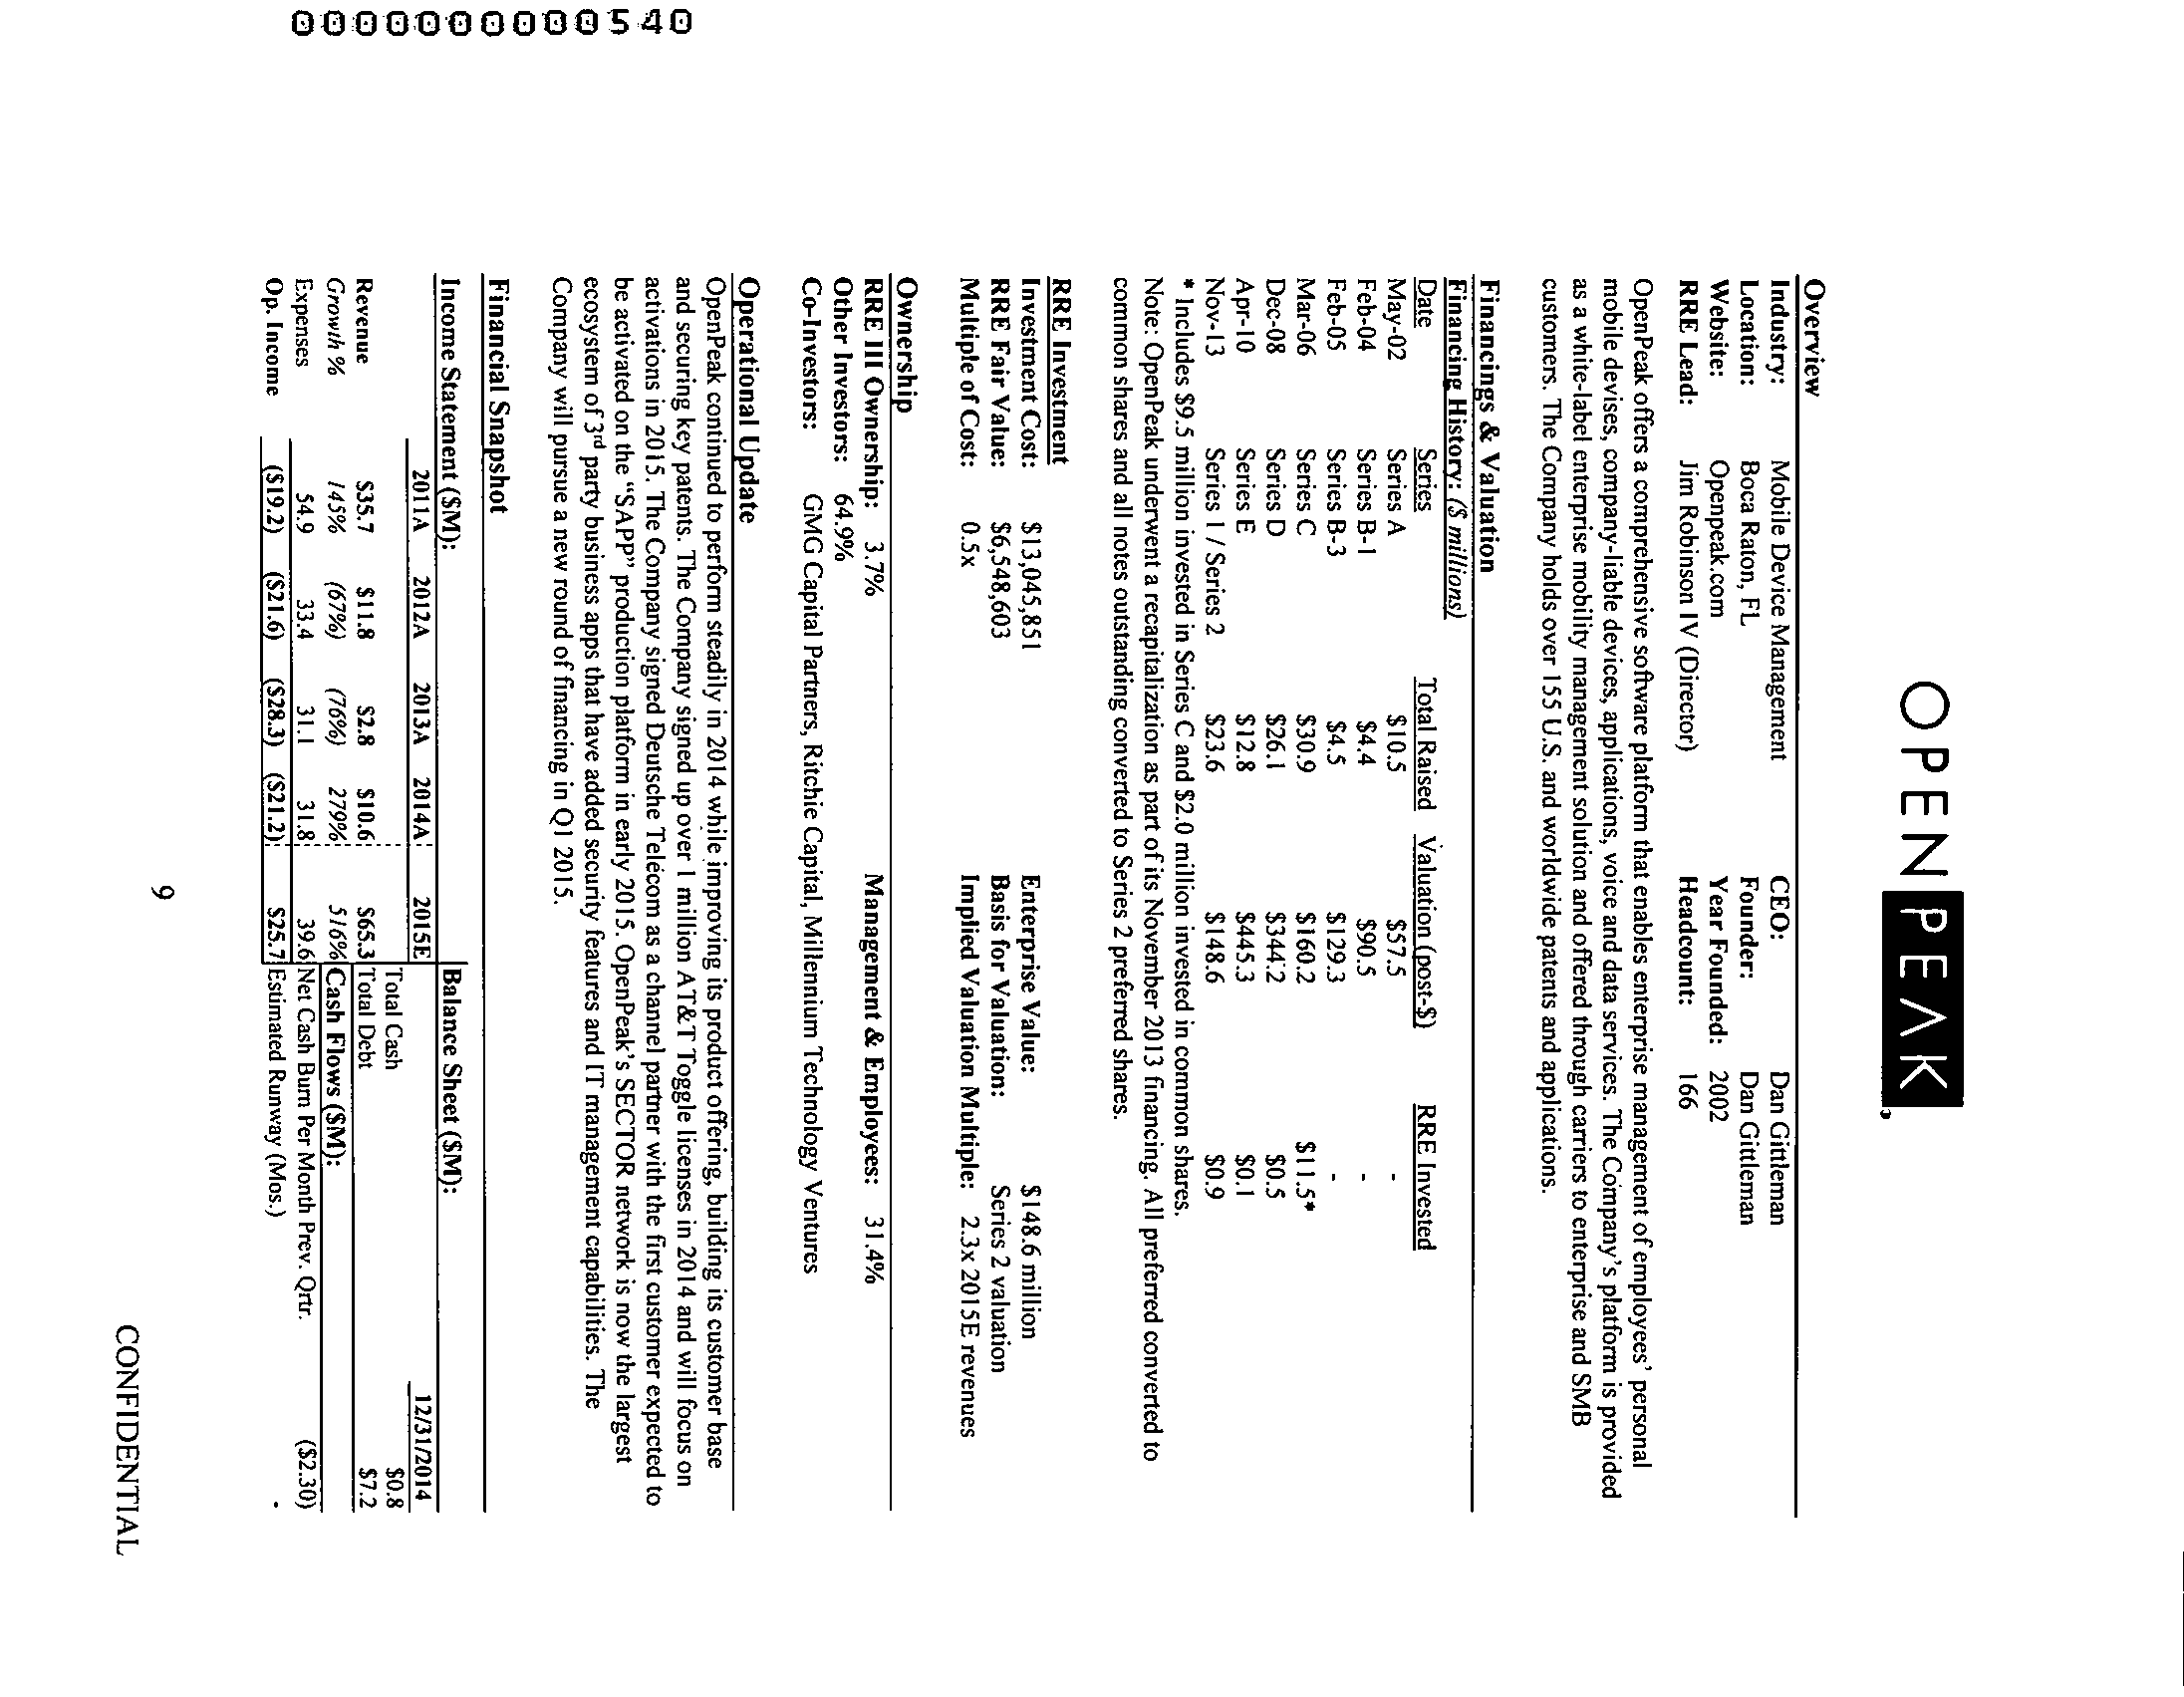 OPENPEAK
Overview
Industry: Mobile Device Management CEO: Dan Gittleman
Location: Boca Raton, FL Founder: Dan Gittleman
Website: Openpeak.com Year Founded: 2002
RRE Lead: Jim Robinson IV (Director) Headcount: 166
OpenPeak offers a comprehensive software platform that enables enterprise management of employees' personal
mobile devises, company-liable devices, applications, voice and data services. The Company's platform is provided
as a white-label enterprise mobility management solution and offered through carriers to enterprise and SMB
customers. The Company holds over 155 U.S. and worldwide patents and applications.
Financings & Valuation
Financing History: ($ millions)
Date Series Total Raised Valuation (post-$) RRE Invested
May-02 Series A $10.5 $57.5 -
Feb-04 Series B-1 $4.4 $90.5 -
Feb-05 Series B-3 $4.5 $129.3 -
Mar-06 Series C $30.9 $160.2 $11.5*
Dec-08 Series D $26.1 $344.2 $0.5
Apr-10 Series E $12.8 $445.3 $0.1
Nov-13 Series 1 / Series 2 $23.6 $148.6 $0.9
* Includes $9.5 million invested in Series C and $2.0 million invested in common shares.
Note: OpenPeak underwent a recapitalization as part of its November 2013 financing. All preferred converted to
common shares and all notes outstanding converted to Series 2 preferred shares.
RRE Investment
Investment Cost: $13,045,851 Enterprise Value: $148.6 million
RRE Fair Value: $6,548,603 Basis for Valuation: Series 2 valuation
Multiple of Cost: 0.5x Implied Valuation Multiple: 2.3x 2015E revenues
Ownership
RRE III Ownership: 3.7% Management & Employees: 31.4%
Other Investors: 64.9%
Co-Investors: GMG Capital Partners, Ritchie Capital, Millennium Technology Ventures
Operational Update
OpenPeak continued to perform steadily in 2014 while improving its product offering, building its customer base
and securing key patents. The Company signed up over 1 million AT&T Toggle licenses in 2014 and will focus on
activations in 2015. The Company signed Deutsche Telecom as a channel partner with the first customer expected to
be activated on the "SAPP" production platform in early 2015. OpenPeak's SECTOR network is now the largest
ecosystem of 3rd party business apps that have added security features and IT management capabilities. The
Company will pursue a new round of financing in Q1 2015.
Financial Snapshot
Income Statement ($M): Balance Sheet ($M):
2011A 2012A 2013A 2014A 2015E 12/31/2014
Total Cash $0.8
Revenue $35.7 $11.8 $2.8 $10.6 $65.3 Total Debt $7.2
Growth % 145% (67%) (76%) 279% 516% Cash Flows ($M):
Expenses 54.9 33.4 31.1 31.8 39.6 Net Cash Burn Per Month Prev. Qrtr. ($2.30)
Op. Income ($19.2) ($21.6) ($28.3) ($21.2) $25.7 Estimated Runway (Mos.) -
9
CONFIDENTIAL
0000000000540